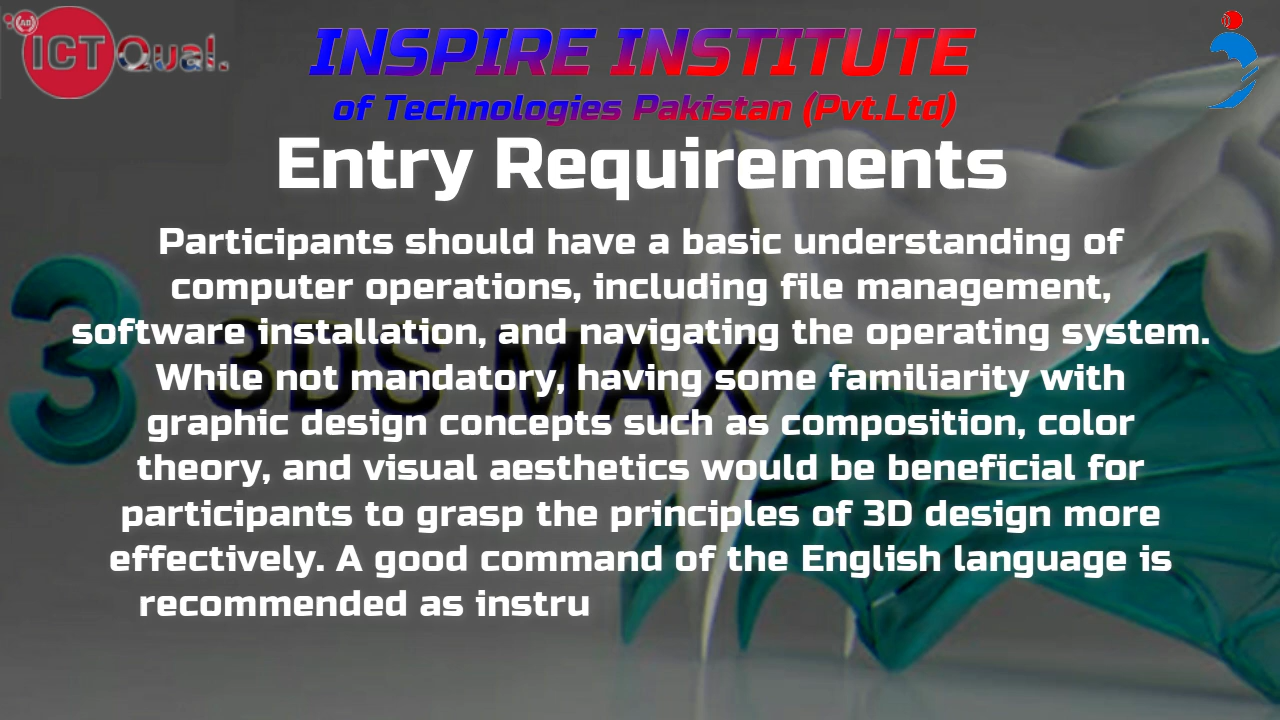 AB
ICTQual.
INSPIRE INSTITUTE
of Technologies Pakistan (Pvt.Ltd)
Entry Requirements
Participants should have a basic understanding of
computer operations, including file management,
software installation, and navigating the operating system.
While not mandatory, having some familiarity with
graphic design concepts such as composition, color
theory, and visual aesthetics would be beneficial for
participants to grasp the principles of 3D design more
effectively. A good command of the English language is
recommended as instru
3
3DS MAX